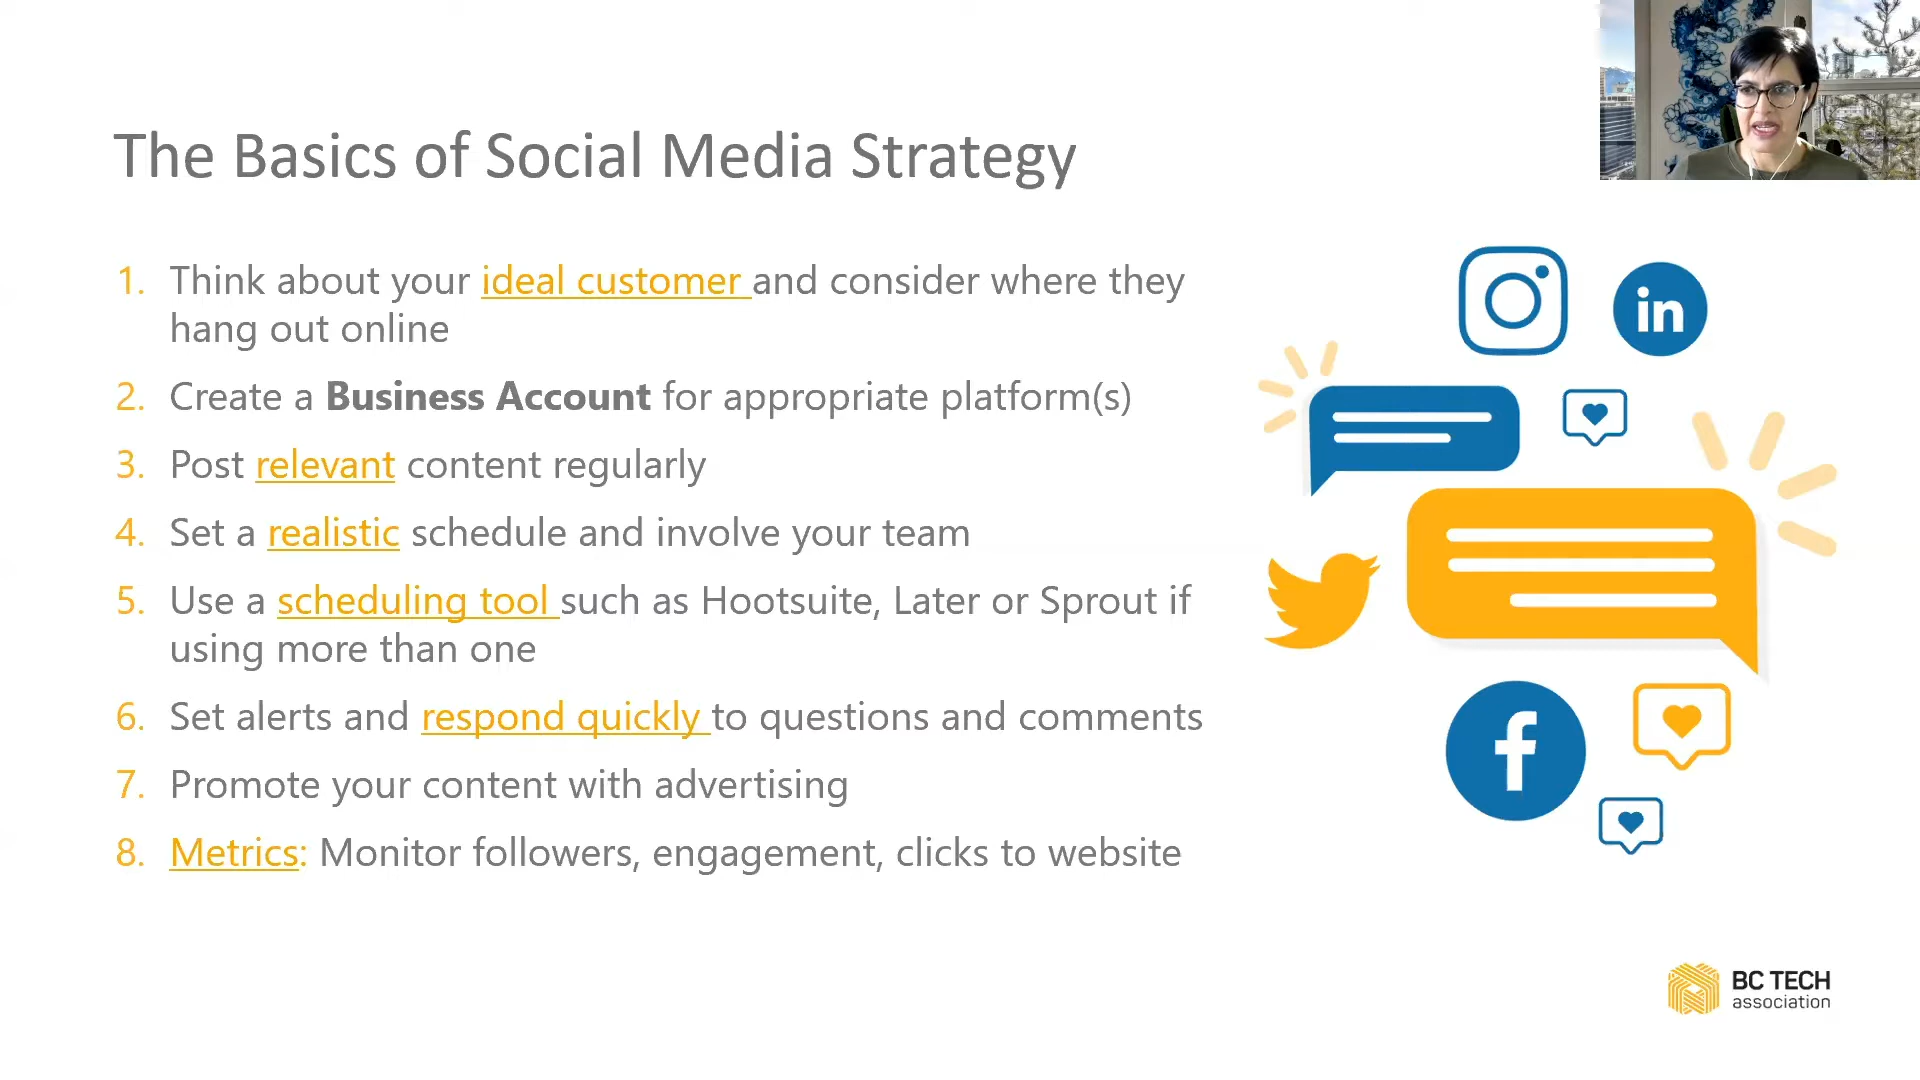 The Basics of Social Media Strategy
1. Think about your ideal customer and consider where they
hang out online
2. Create a Business Account for appropriate platform(s)
3. Post relevant content regularly
4. Set a realistic schedule and involve your team
5. Use a scheduling tool such as Hootsuite, Later or Sprout if
using more than one
6. Set alerts and respond quickly to questions and comments
7. Promote your content with advertising
8. Metrics: Monitor followers, engagement, clicks to website
in
f
BC TECH
association